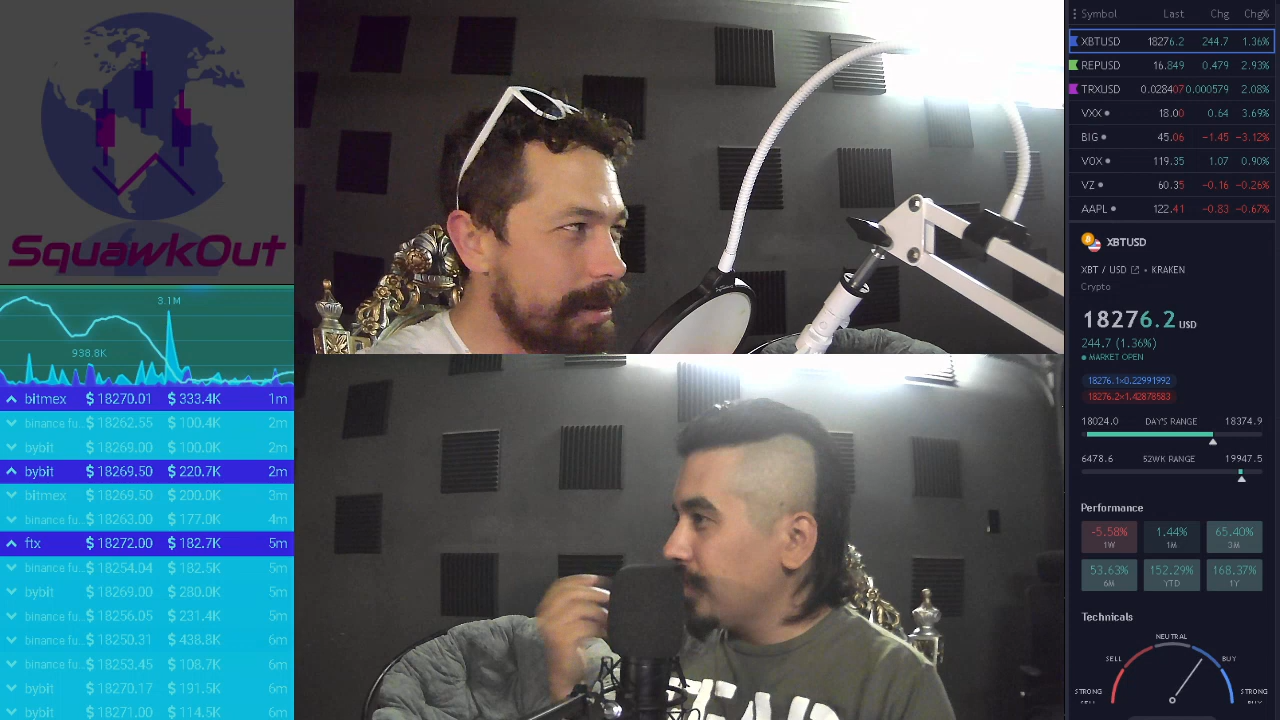 SquawkOut
3.1M
938.8K
bitmex $ 18270.01 $ 333.4K 1m
binance fu.. $ 18262.55 $ 100.4K 2m
bybit $ 18269.00 $ 100.0K 2m
bybit $ 18269.50 $ 220.7K 2m
bitmex $ 18269.50 $ 200.0K 3m
binance fu.. $ 18263.00 $ 177.0K 4m
ftx $ 18272.00 $ 182.7K 5m
binance fu.. $ 18254.04 $ 182.5K 5m
bybit $ 18269.00 $ 280.0K 5m
binance fu.. $ 18256.05 $ 231.4K 5m
binance fu.. $ 18250.31 $ 438.8K 6m
binance fu.. $ 18253.45 $ 108.7K 6m
bybit $ 18270.17 $ 191.5K 6m
bybit $ 18271.00 $ 114.5K 6m
Symbol Last Chg Chg%
XBTUSD 18276.2 244.7 1.36%
REPUSD 16.849 0.479 2.93%
TRXUSD 0.028407 0.000579 2.08%
VXX 18.00 0.64 3.69%
BIG 45.06 −1.45 −3.12%
VOX 119.35 1.07 0.90%
VZ 60.35 −0.16 −0.26%
AAPL 122.41 −0.83 −0.67%
XBTUSD
XBT / USD • KRAKEN
Crypto
18276.2 USD
244.7 (1.36%)
MARKET OPEN
18276.1×0.22991992
18276.2×1.42878583
18024.0 DAY'S RANGE 18374.9
6478.6 52WK RANGE 19947.5
Performance
-5.58% 1.44% 65.40%
1W 1M 3M
53.63% 152.29% 168.37%
6M YTD 1Y
Technicals
NEUTRAL
SELL BUY
STRONG STRONG
SELL BUY